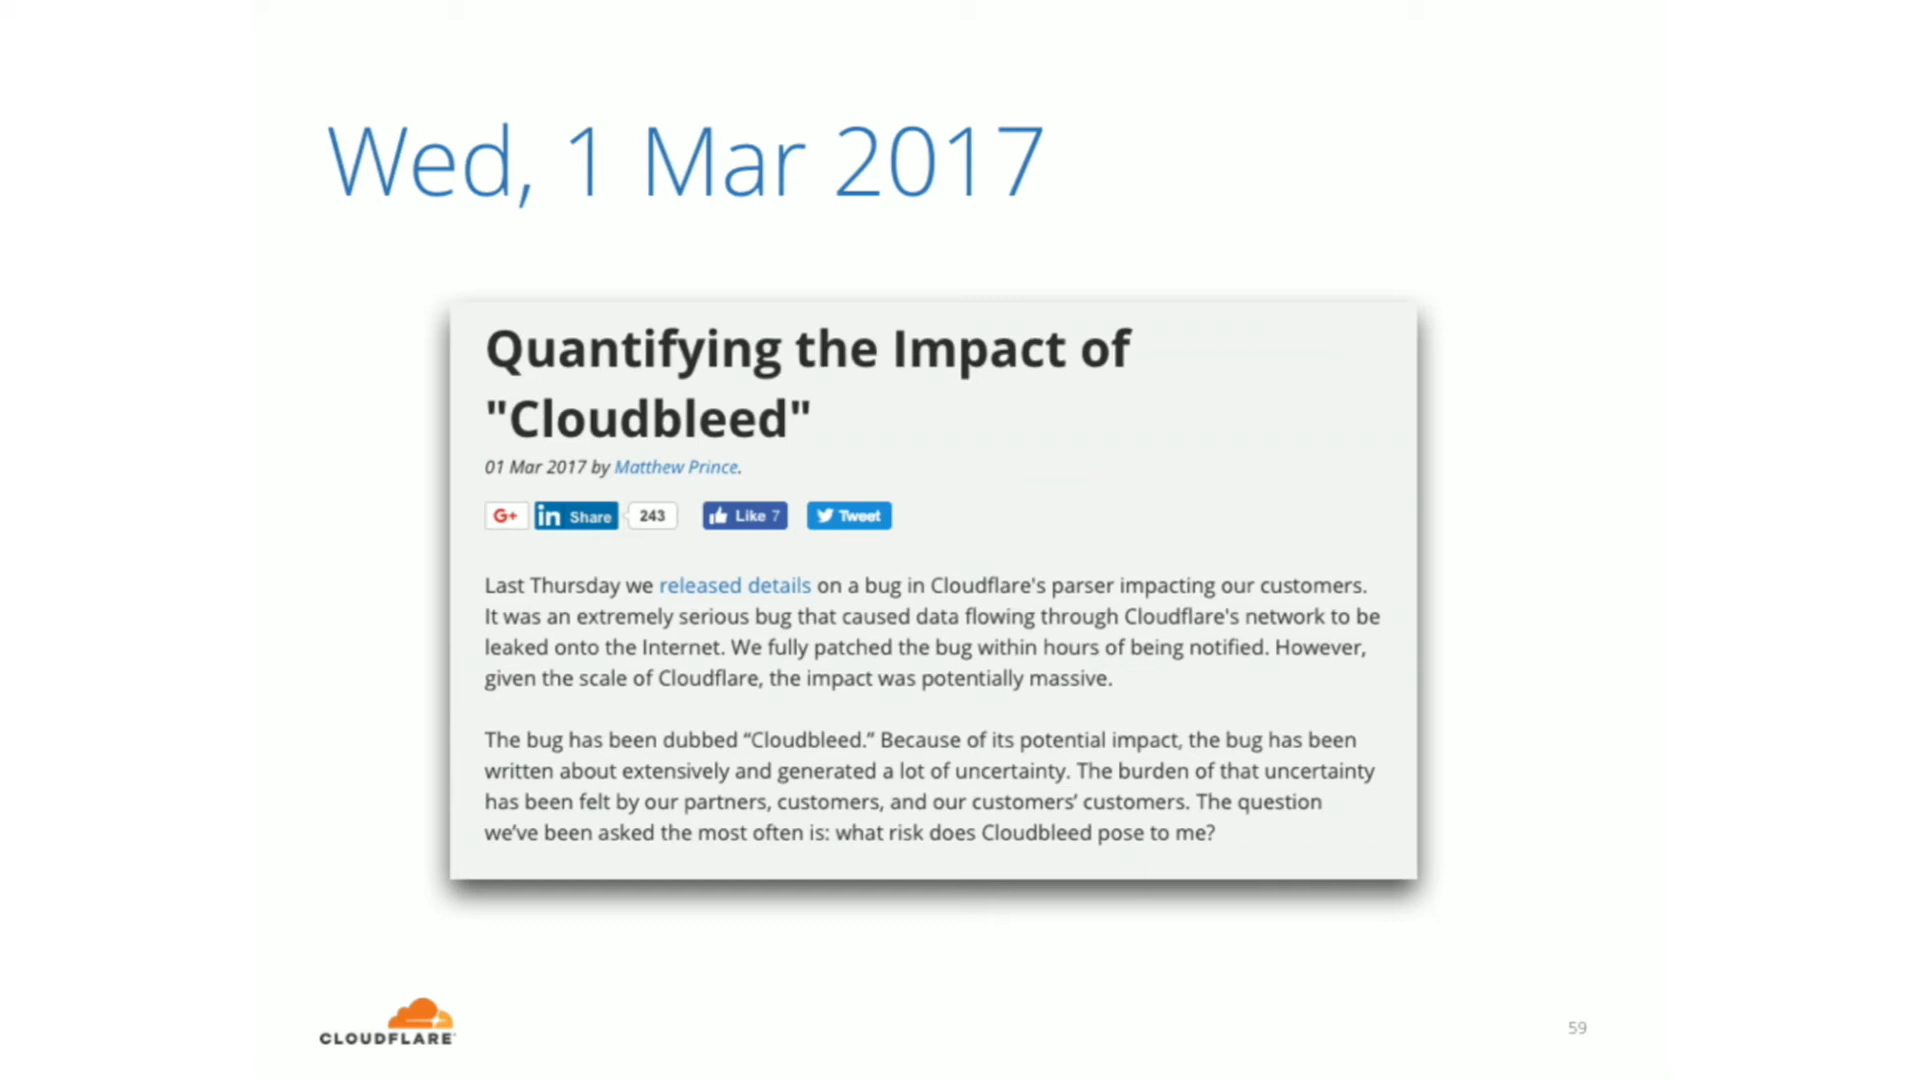 Wed, 1 Mar 2017
Quantifying the Impact of
"Cloudbleed"
01 Mar 2017 by Matthew Prince.
G+ in Share 243 Like 7 Tweet
Last Thursday we released details on a bug in Cloudflare's parser impacting our customers.
It was an extremely serious bug that caused data flowing through Cloudflare's network to be
leaked onto the Internet. We fully patched the bug within hours of being notified. However,
given the scale of Cloudflare, the impact was potentially massive.
The bug has been dubbed “Cloudbleed.” Because of its potential impact, the bug has been
written about extensively and generated a lot of uncertainty. The burden of that uncertainty
has been felt by our partners, customers, and our customers’ customers. The question
we’ve been asked the most often is: what risk does Cloudbleed pose to me?
CLOUDFLARE
59